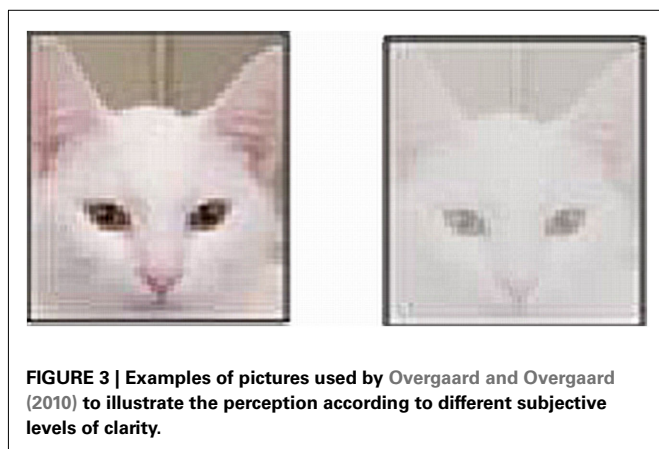 FIGURE 3 | Examples of pictures used by Overgaard and Overgaard
(2010) to illustrate the perception according to different subjective
levels of clarity.